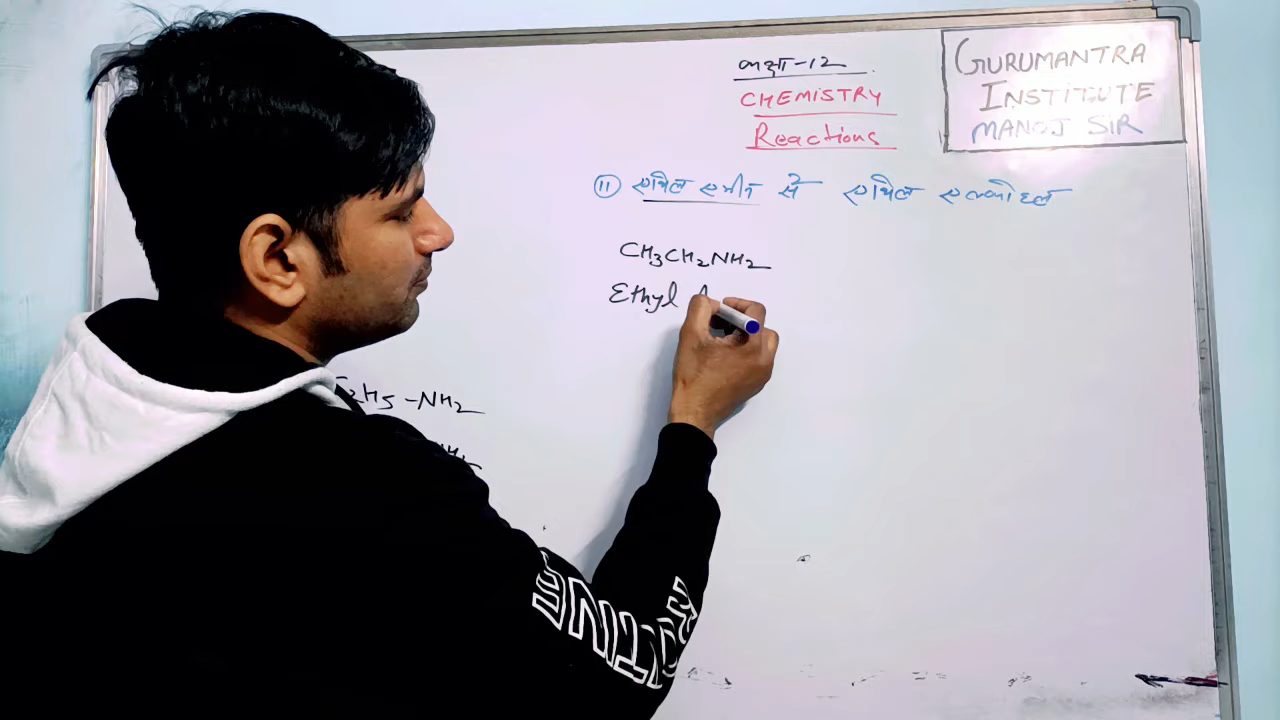 कक्षा-12
CHEMISTRY
Reactions
GURUMANTRA
INSTITUTE
MANOJ SIR
(11) एथिल एमीन से एथिल एल्कोहल
CH3CH2NH2
Ethyl A
2H5-NH2